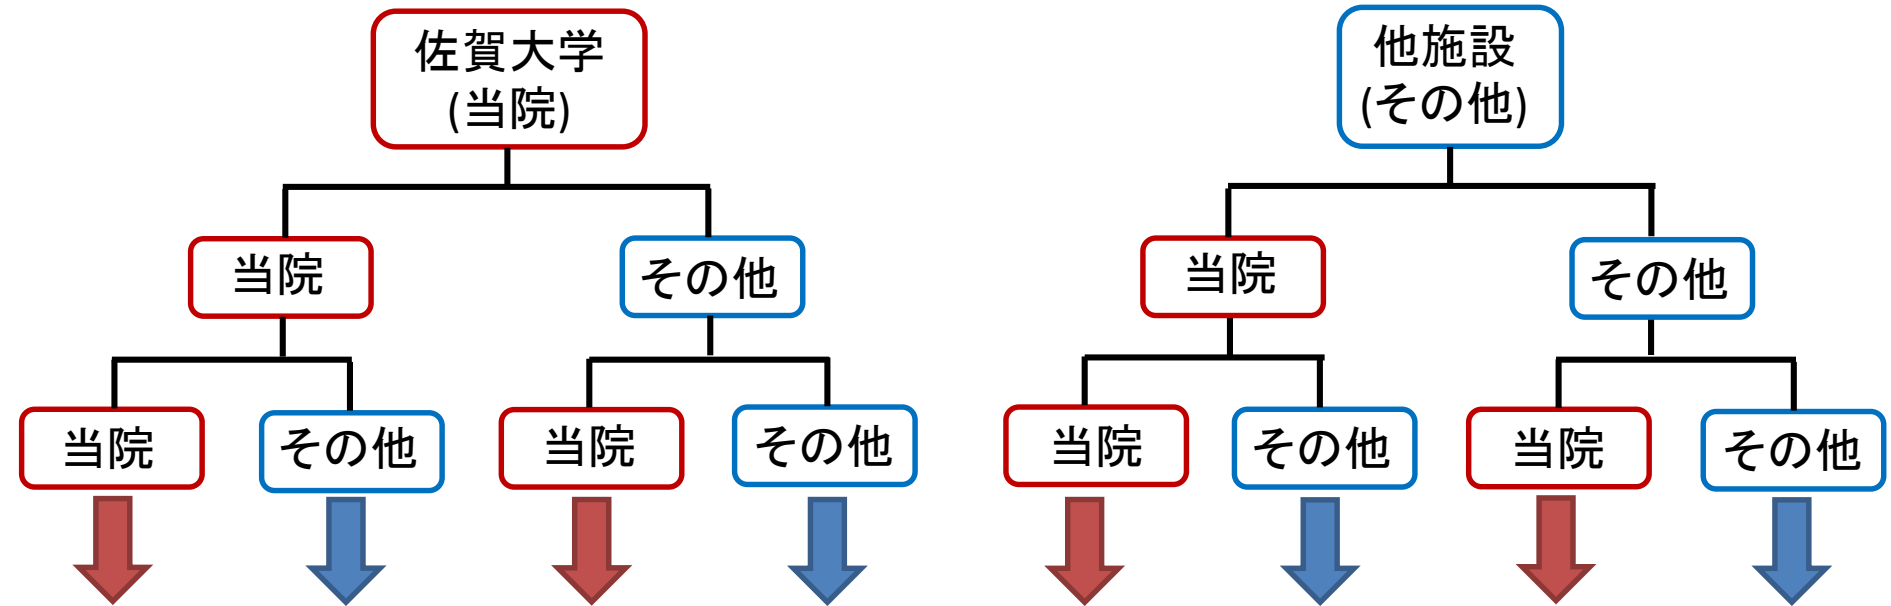 佐賀大学
(当院)
他施設
(その他)
当院
その他
当院
その他
当院
その他
当院
その他
当院
その他
当院
その他